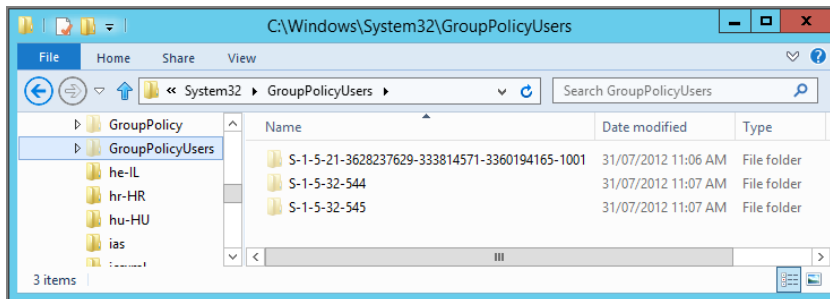 C:\Windows\System32\GroupPolicyUsers
File Home Share View
« System32 GroupPolicyUsers Search GroupPolicyUsers
GroupPolicy
GroupPolicyUsers
he-IL
hr-HR
hu-HU
ias
Name Date modified Type
S-1-5-21-3628237629-333814571-3360194165-1001 31/07/2012 11:06 AM File folder
S-1-5-32-544 31/07/2012 11:07 AM File folder
S-1-5-32-545 31/07/2012 11:07 AM File folder
3 items